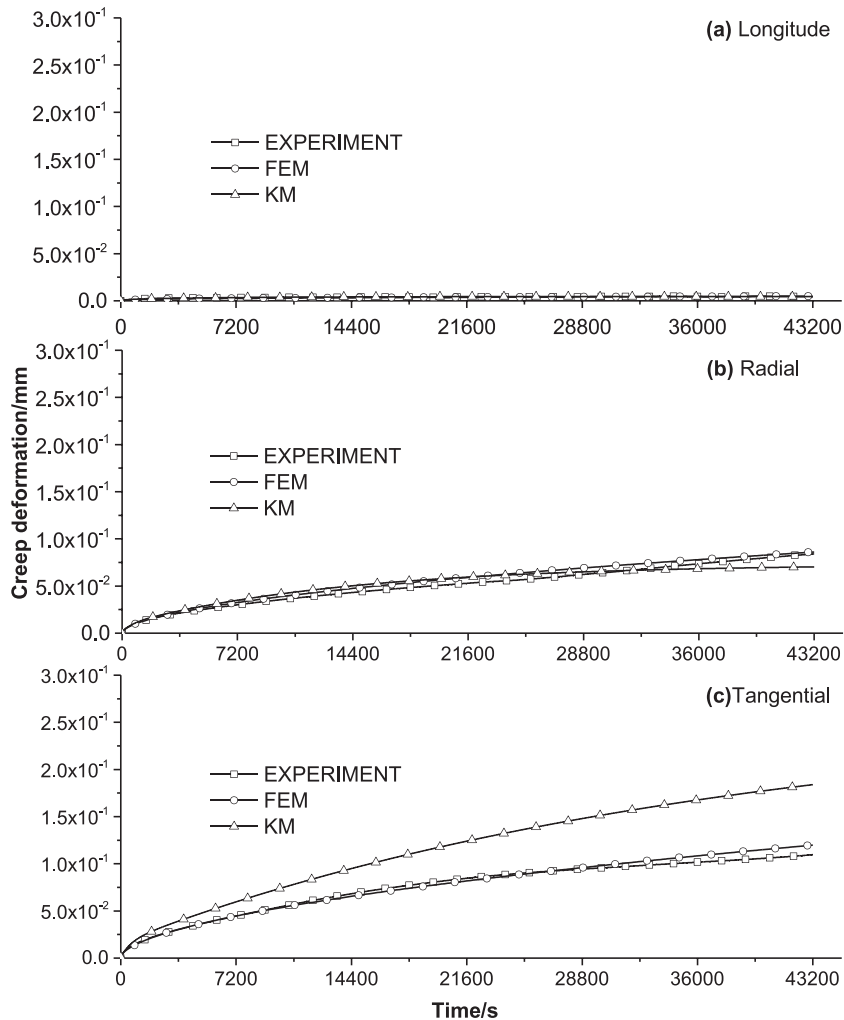 3.0x10⁻¹
2.5x10⁻¹
2.0x10⁻¹
1.5x10⁻¹
1.0x10⁻¹
5.0x10⁻²
0.0
(a) Longitude
EXPERIMENT
FEM
KM
0 7200 14400 21600 28800 36000 43200
Creep deformation/mm
3.0x10⁻¹
2.5x10⁻¹
2.0x10⁻¹
1.5x10⁻¹
1.0x10⁻¹
5.0x10⁻²
0.0
(b) Radial
EXPERIMENT
FEM
KM
0 7200 14400 21600 28800 36000 43200
3.0x10⁻¹
2.5x10⁻¹
2.0x10⁻¹
1.5x10⁻¹
1.0x10⁻¹
5.0x10⁻²
0.0
(c)Tangential
EXPERIMENT
FEM
KM
0 7200 14400 21600 28800 36000 43200
Time/s